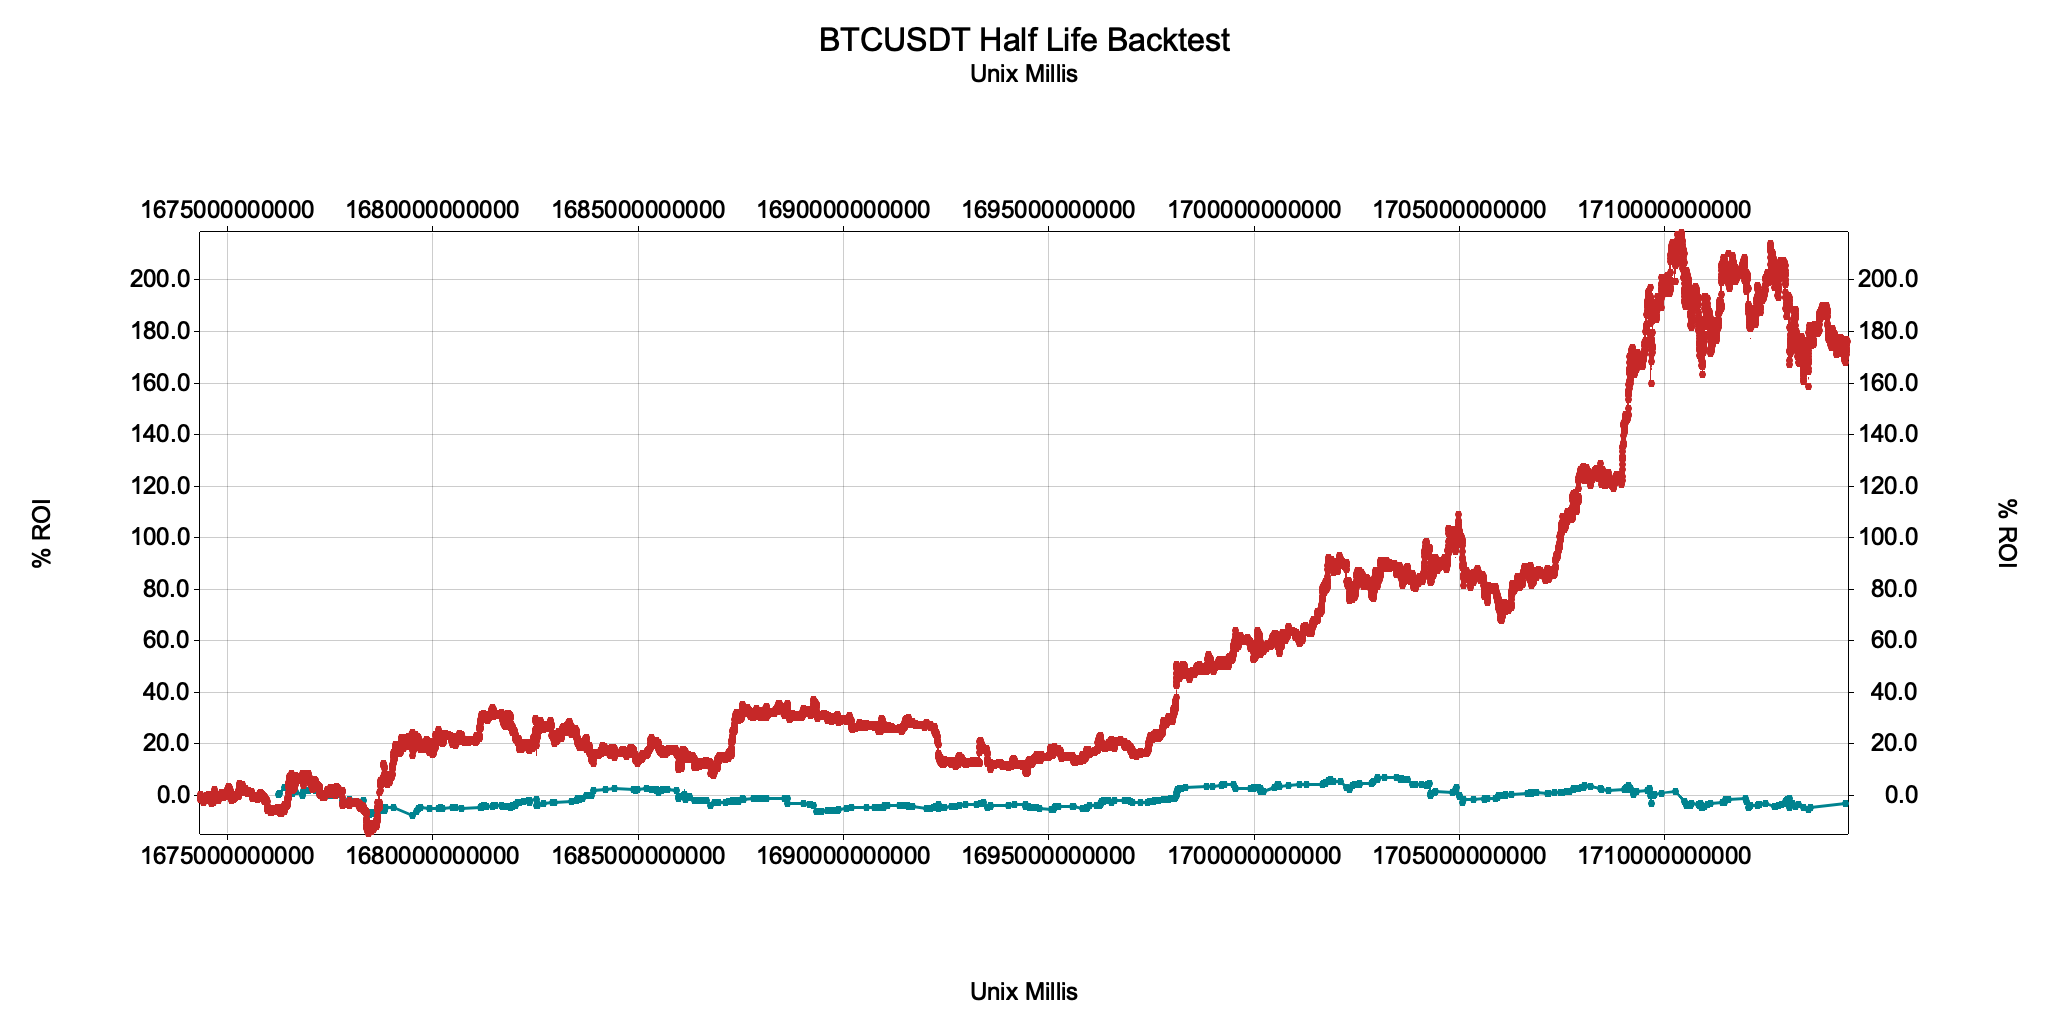 BTCUSDT Half Life Backtest
Unix Millis
1675000000000 1680000000000 1685000000000 1690000000000 1695000000000 1700000000000 1705000000000 1710000000000
200.0 200.0
180.0 180.0
160.0 160.0
140.0 140.0
120.0 120.0
100.0 100.0
80.0 80.0
60.0 60.0
40.0 40.0
20.0 20.0
0.0 0.0
% ROI
% ROI
1675000000000 1680000000000 1685000000000 1690000000000 1695000000000 1700000000000 1705000000000 1710000000000
Unix Millis